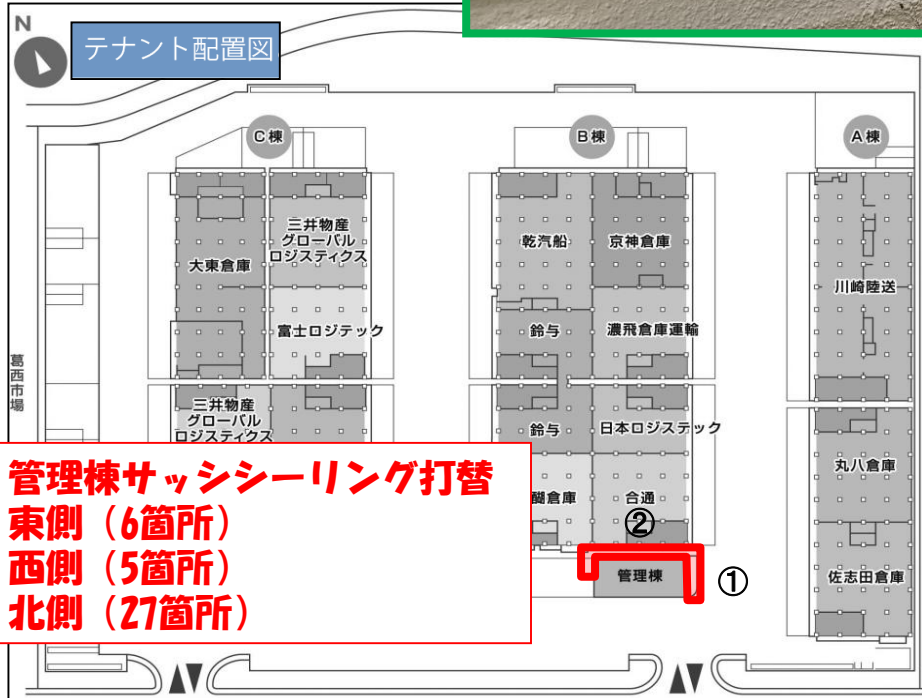 N
テナント配置図
C棟
B棟
A棟
大東倉庫
三井物産
グローバル
ロジスティクス
富士ロジテック
乾汽船
京神倉庫
鈴与
濃飛倉庫運輸
川崎陸送
葛西市場
三井物産
グローバル
ロジスティクス
鈴与
日本ロジステック
丸八倉庫
醐倉庫
合通
②
管理棟
①
佐志田倉庫
管理棟サッシシーリング打替
東側（6箇所）
西側（5箇所）
北側（27箇所）